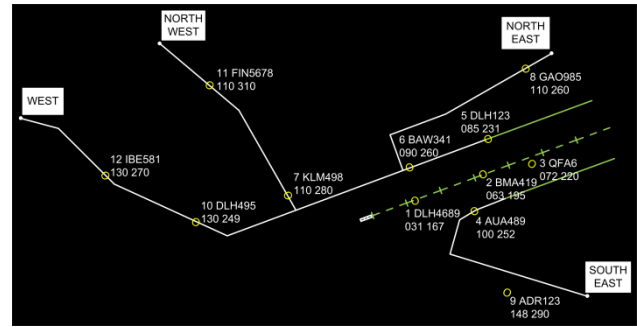 NORTH
WEST
NORTH
EAST
11 FIN5678
110 310
8 GAO985
110 260
WEST
5 DLH123
085 231
6 BAW341
090 260
12 IBE581
130 270
7 KLM498
110 280
3 QFA6
072 220
2 BMA419
063 195
10 DLH495
130 249
1 DLH4689
031 167
4 AUA489
100 252
SOUTH
EAST
9 ADR123
148 290